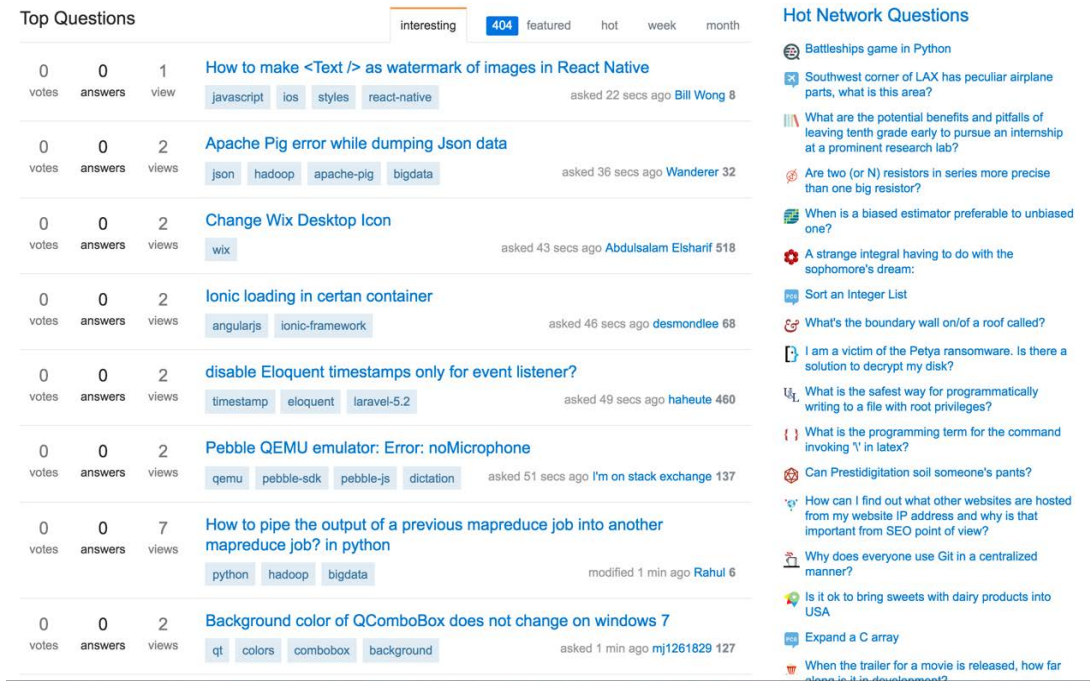 Top Questions
interesting 404 featured hot week month
0 0 1
votes answers view
How to make <Text /> as watermark of images in React Native
javascript ios styles react-native
asked 22 secs ago Bill Wong 8
0 0 2
votes answers views
Apache Pig error while dumping Json data
json hadoop apache-pig bigdata
asked 36 secs ago Wanderer 32
0 0 2
votes answers views
Change Wix Desktop Icon
wix
asked 43 secs ago Abdulsalam Elsharif 518
0 0 2
votes answers views
Ionic loading in certan container
angularjs ionic-framework
asked 46 secs ago desmondlee 68
0 0 2
votes answers views
disable Eloquent timestamps only for event listener?
timestamp eloquent laravel-5.2
asked 49 secs ago haheute 460
0 0 2
votes answers views
Pebble QEMU emulator: Error: noMicrophone
qemu pebble-sdk pebble-js dictation
asked 51 secs ago I'm on stack exchange 137
0 0 7
votes answers views
How to pipe the output of a previous mapreduce job into another
mapreduce job? in python
python hadoop bigdata
modified 1 min ago Rahul 6
0 0 2
votes answers views
Background color of QComboBox does not change on windows 7
qt colors combobox background
asked 1 min ago mj1261829 127
Hot Network Questions
Battleships game in Python
Southwest corner of LAX has peculiar airplane
parts, what is this area?
What are the potential benefits and pitfalls of
leaving tenth grade early to pursue an internship
at a prominent research lab?
Are two (or N) resistors in series more precise
than one big resistor?
When is a biased estimator preferable to unbiased
one?
A strange integral having to do with the
sophomore's dream:
PCG Sort an Integer List
What's the boundary wall on/of a roof called?
I am a victim of the Petya ransomware. Is there a
solution to decrypt my disk?
U&L What is the safest way for programmatically
writing to a file with root privileges?
{ } What is the programming term for the command
invoking '\' in latex?
Can Prestidigitation soil someone's pants?
How can I find out what other websites are hosted
from my website IP address and why is that
important from SEO point of view?
Why does everyone use Git in a centralized
manner?
Is it ok to bring sweets with dairy products into
USA
PCG Expand a C array
When the trailer for a movie is released, how far
along is it in development?